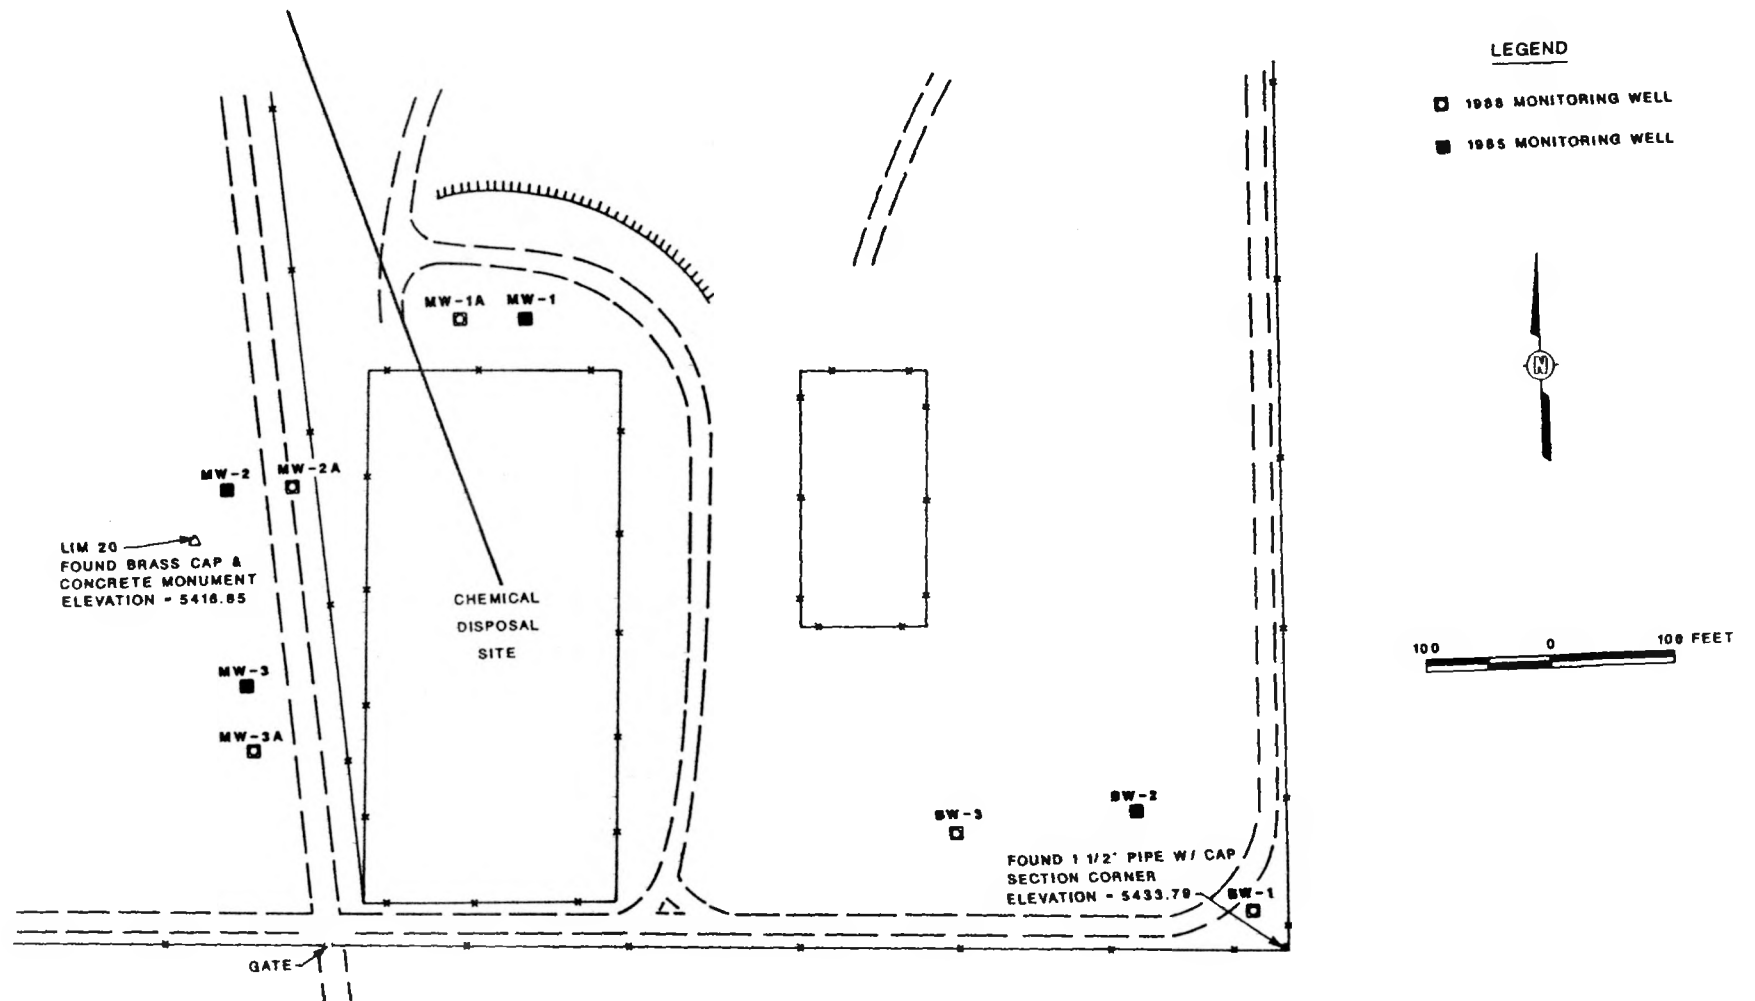 LEGEND
1988 MONITORING WELL
1985 MONITORING WELL
MW-1A
MW-1
MW-2
MW-2A
N
LIM 20
FOUND BRASS CAP &
CONCRETE MONUMENT
ELEVATION = 5416.85
CHEMICAL
DISPOSAL
SITE
100 0 100 FEET
MW-3
MW-3A
BW-3
BW-2
FOUND 1 1/2" PIPE W/ CAP
SECTION CORNER
ELEVATION = 5433.79
BW-1
GATE